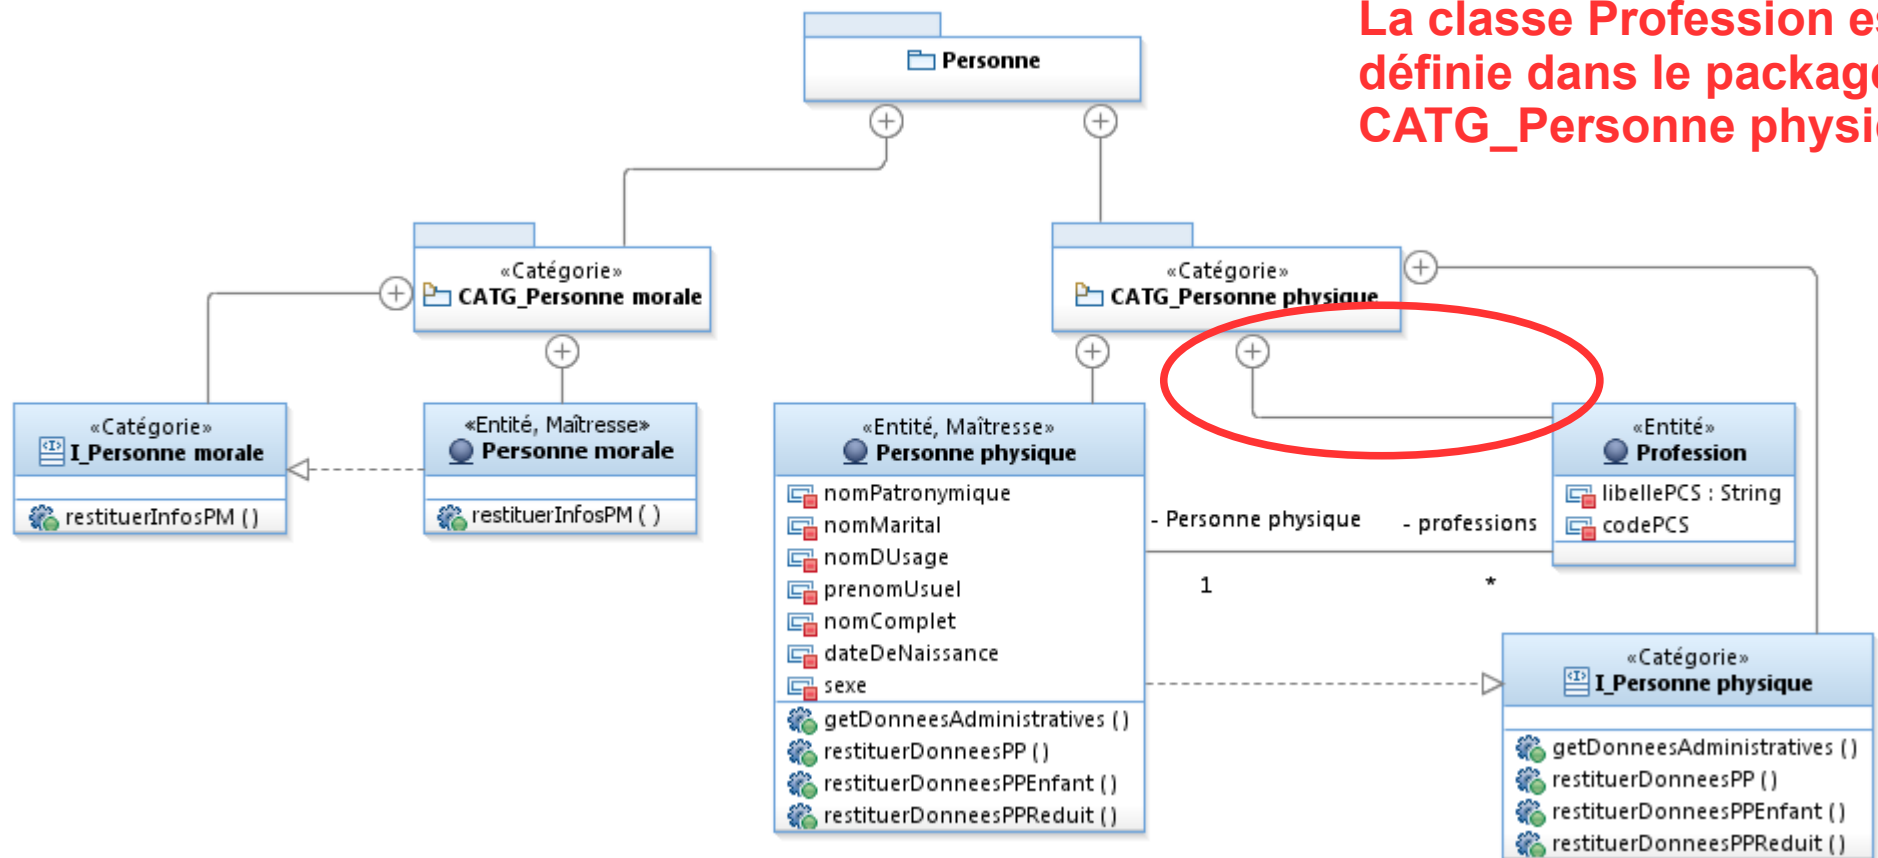 La classe Profession es
définie dans le package
CATG_Personne physi
Personne
«Catégorie»
CATG_Personne morale
«Catégorie»
CATG_Personne physique
«Catégorie»
I_Personne morale
restituerInfosPM ()
«Entité, Maîtresse»
Personne morale
restituerInfosPM ( )
«Entité, Maîtresse»
Personne physique
nomPatronymique
nomMarital
nomDUsage
prenomUsuel
nomComplet
dateDeNaissance
sexe
getDonneesAdministratives ()
restituerDonneesPP ()
restituerDonneesPPEnfant ()
restituerDonneesPPReduit ()
- Personne physique
- professions
1
*
«Entité»
Profession
libellePCS : String
codePCS
«Catégorie»
I_Personne physique
getDonneesAdministratives ()
restituerDonneesPP ()
restituerDonneesPPEnfant ()
restituerDonneesPPReduit ()